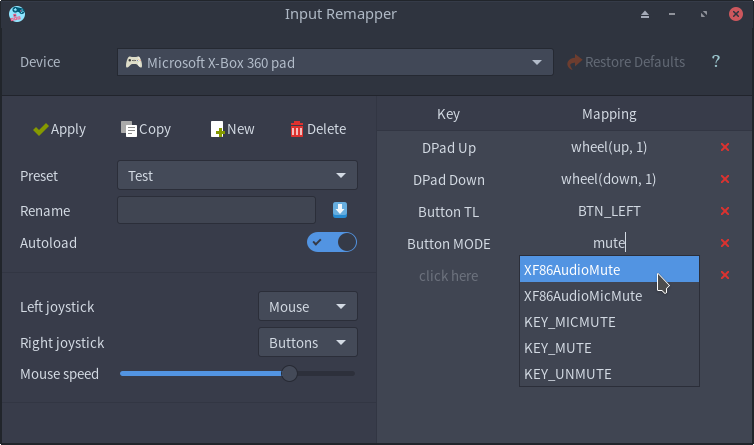 Input Remapper
Device
Microsoft X-Box 360 pad
Restore Defaults
?
Apply
Copy
New
Delete
Preset
Test
Rename
Autoload
Left joystick
Mouse
Right joystick
Buttons
Mouse speed
Key Mapping
DPad Up wheel(up, 1)
DPad Down wheel(down, 1)
Button TL BTN_LEFT
Button MODE mute
click here
XF86AudioMute
XF86AudioMicMute
KEY_MICMUTE
KEY_MUTE
KEY_UNMUTE